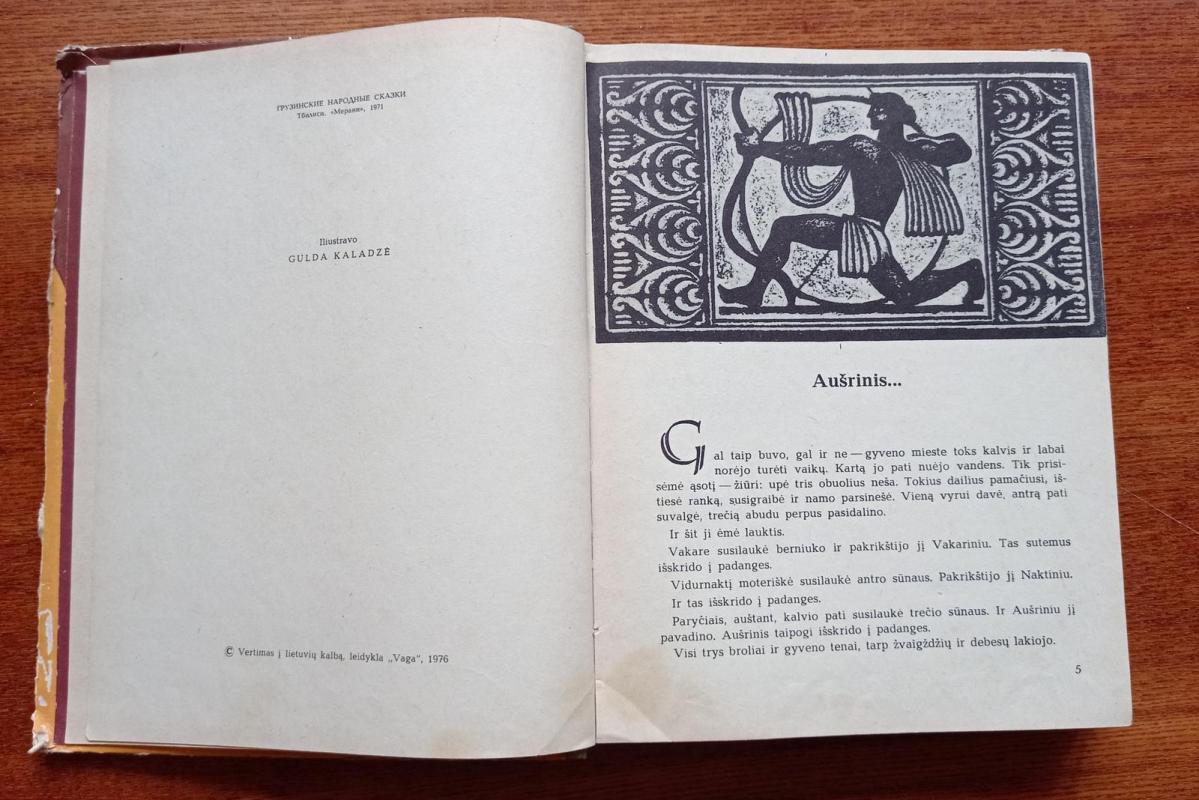 ГРУЗИНСКИЕ НАРОДНЫЕ СКАЗКИ
Тбилиси. «Мерани», 1971
Iliustravo
GULDA KALADZĖ
© Vertimas į lietuvių kalbą, leidykla „Vaga", 1976
Aušrinis...
Gal taip buvo, gal ir ne — gyveno mieste toks kalvis ir labai
norėjo turėti vaikų. Kartą jo pati nuėjo vandens. Tik prisi-
sėmė ąsotį — žiūri: upė tris obuolius neša. Tokius dailius pamačiusi, iš-
tiesė ranką, susigraibė ir namo parsinešė. Vieną vyrui davė, antrą pati
suvalgė, trečią abudu perpus pasidalino.
Ir šit ji ėmė lauktis.
Vakare susilaukė berniuko ir pakrikštijo jį Vakariniu. Tas sutemus
išskrido į padanges.
Vidurnaktį moteriškė susilaukė antro sūnaus. Pakrikštijo jį Naktiniu.
Ir tas išskrido į padanges.
Paryčiais, auštant, kalvio pati susilaukė trečio sūnaus. Ir Aušriniu jį
pavadino. Aušrinis taipogi išskrido į padanges.
Visi trys broliai ir gyveno tenai, tarp žvaigždžių ir debesų lakiojo.
5